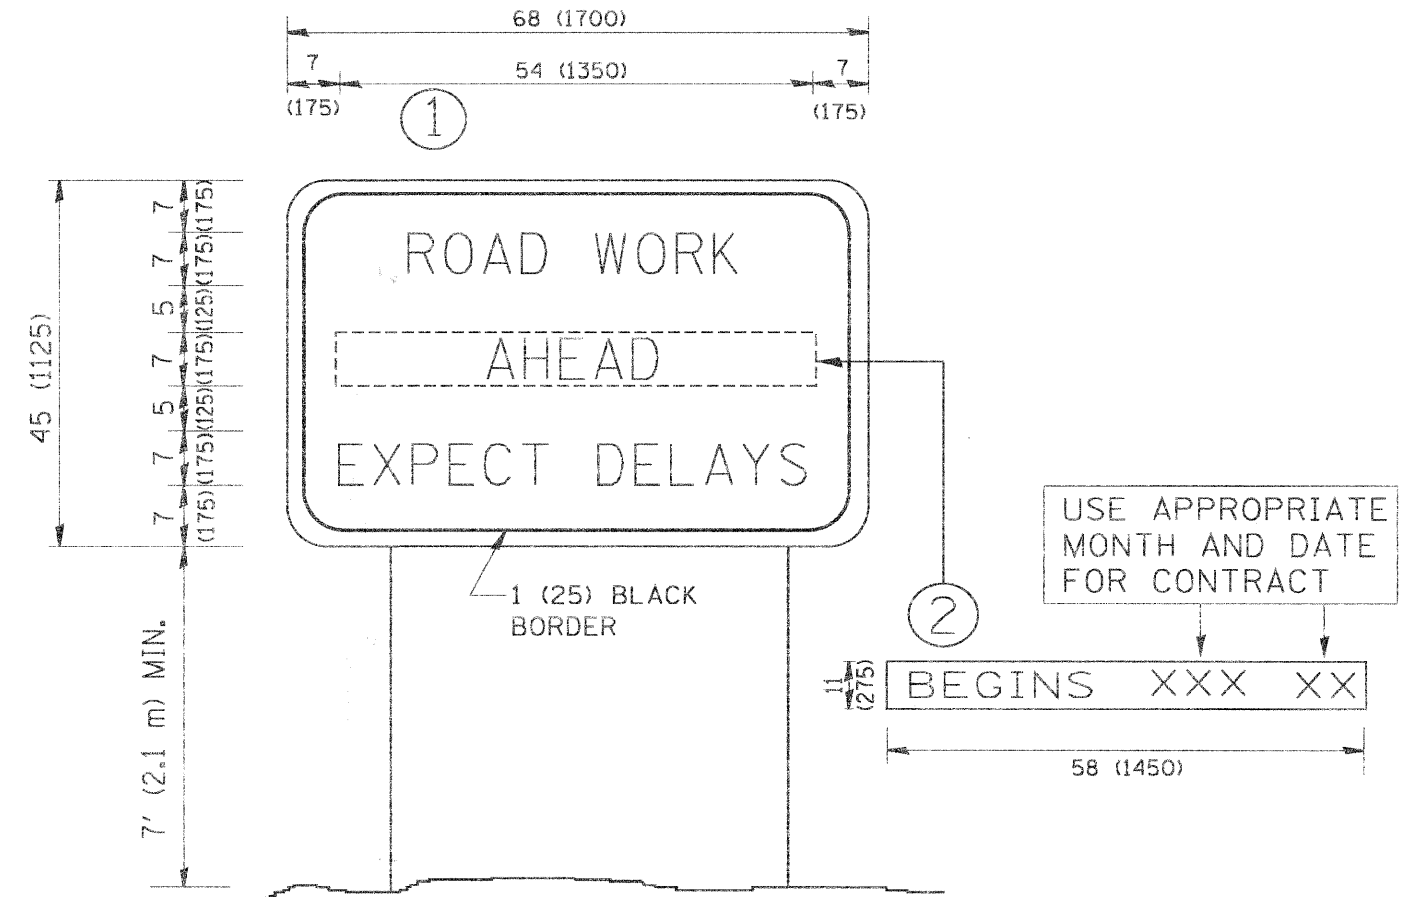 68 (1700)
7 54 (1350) 7
(175) (175)
1
7 (175)
7 (175)
5 (125)
7 (175)
5 (125)
7 (175)
7 (175)
45 (1125)
ROAD WORK
AHEAD
EXPECT DELAYS
1 (25) BLACK
BORDER
7' (2.1 m) MIN.
2
USE APPROPRIATE
MONTH AND DATE
FOR CONTRACT
11
(275)
BEGINS XXX XX
58 (1450)